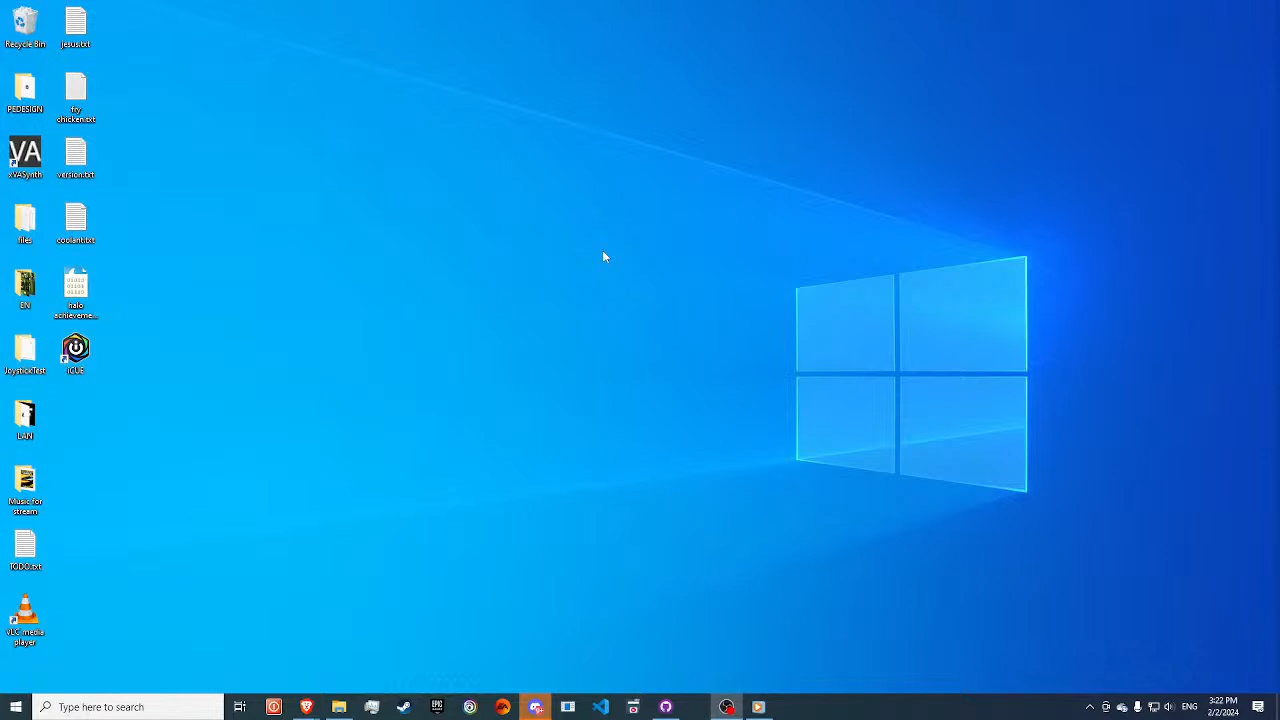 Recycle Bin
jesus.txt
PEDESIGN
fry
chicken.txt
VA
xVASynth
version.txt
files
coolant.txt
EN
halo
achieveme...
JoystickTest
iCUE
LAN
Music for
stream
TODO.txt
VLC media
player
Type here to search
EPIC
ENG
3:22 PM
2/2/2024